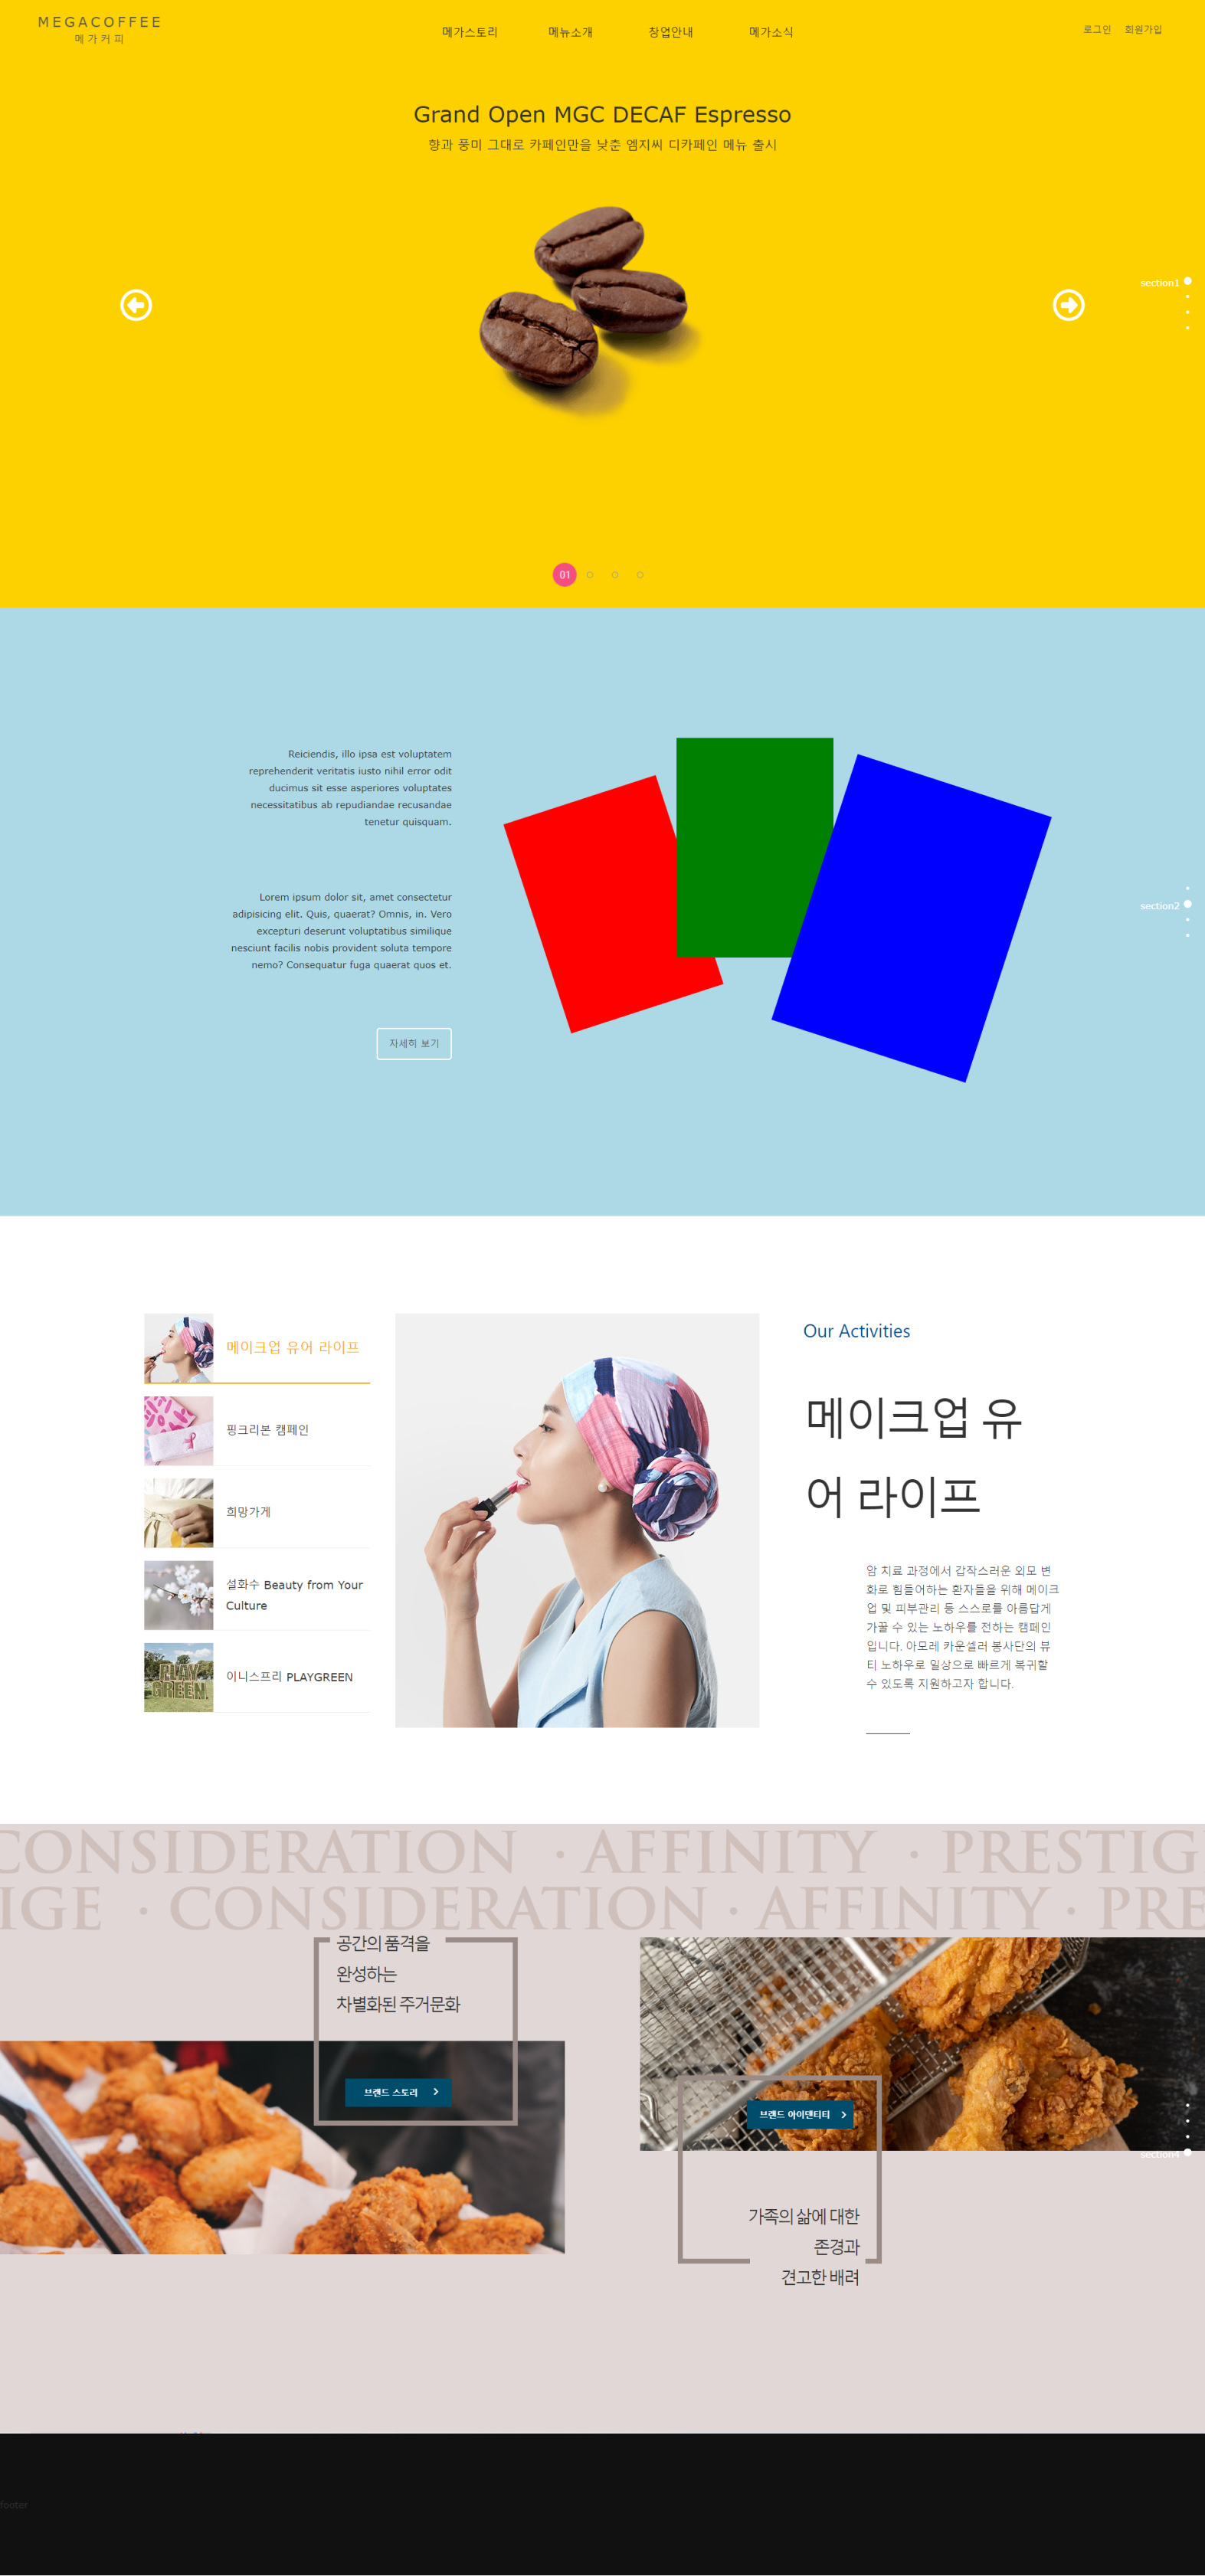 MEGACOFFEE
메가커피
메가스토리 메뉴소개 창업안내 메가소식
로그인 회원가입
Grand Open MGC DECAF Espresso
향과 풍미 그대로 카페인만을 낮춘 엠지씨 디카페인 메뉴 출시
section1
01
Reiciendis, illo ipsa est voluptatem
reprehenderit veritatis iusto nihil error odit
ducimus sit esse asperiores voluptates
necessitatibus ab repudiandae recusandae
tenetur quisquam.
Lorem ipsum dolor sit, amet consectetur
adipisicing elit. Quis, quaerat? Omnis, in. Vero
excepturi deserunt voluptatibus similique
nesciunt facilis nobis provident soluta tempore
nemo? Consequatur fuga quaerat quos et.
section2
자세히 보기
메이크업 유어 라이프
핑크리본 캠페인
희망가게
설화수 Beauty from Your
Culture
PLAY
GREEN.
이니스프리 PLAYGREEN
Our Activities
메이크업 유
어 라이프
암 치료 과정에서 갑작스러운 외모 변
화로 힘들어하는 환자들을 위해 메이크
업 및 피부관리 등 스스로를 아름답게
가꿀 수 있는 노하우를 전하는 캠페인
입니다. 아모레 카운셀러 봉사단의 뷰
티 노하우로 일상으로 빠르게 복귀할
수 있도록 지원하고자 합니다.
CONSIDERATION · AFFINITY · PRESTIG
IGE · CONSIDERATION · AFFINITY · PRE
공간의 품격을
완성하는
차별화된 주거문화
브랜드 스토리
브랜드 아이덴티티
section4
가족의 삶에 대한
존경과
견고한 배려
footer